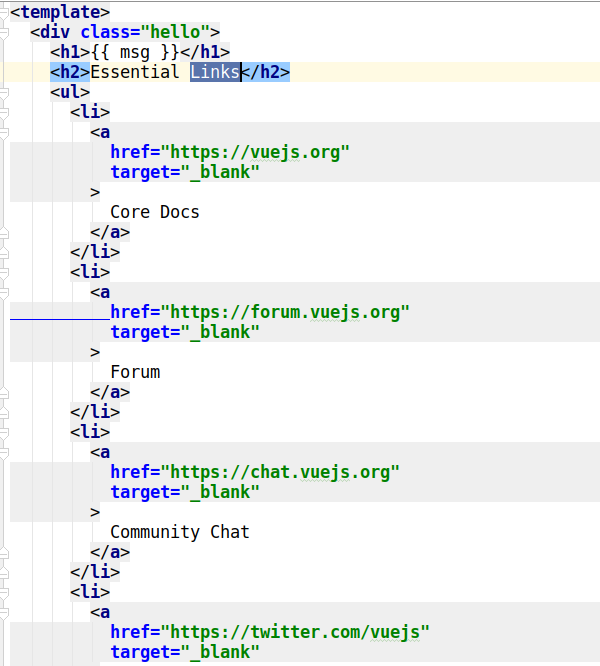 <template>
<div class="hello">
<h1>{{ msg }}</h1>
<h2>Essential Links</h2>
<ul>
<li>
<a
href="https://vuejs.org"
target="_blank"
>
Core Docs
</a>
</li>
<li>
<a
href="https://forum.vuejs.org"
target="_blank"
>
Forum
</a>
</li>
<li>
<a
href="https://chat.vuejs.org"
target="_blank"
>
Community Chat
</a>
</li>
<li>
<a
href="https://twitter.com/vuejs"
target="_blank"